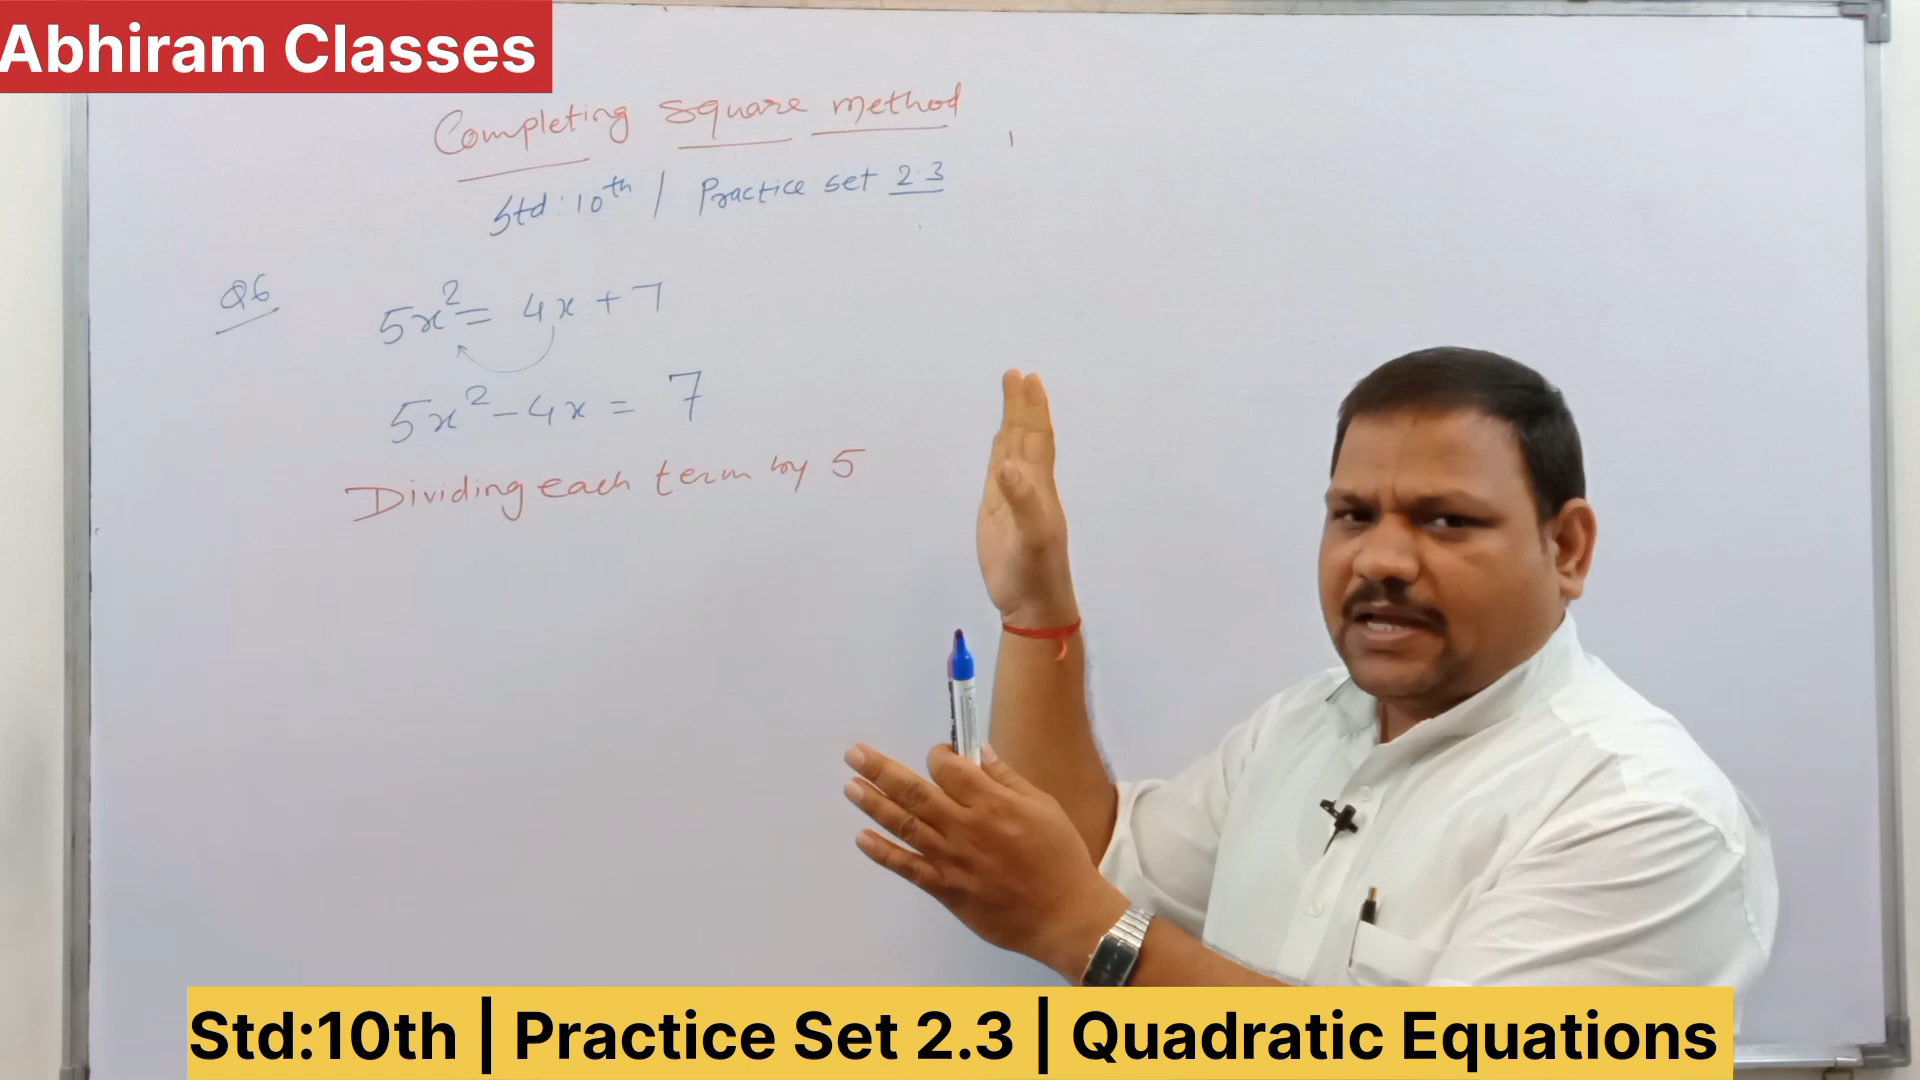 Abhiram Classes
Completing square method
Std: 10th / Practice set 2.3
Q6
5x² = 4x + 7
5x² - 4x = 7
Dividing each term by 5
Std:10th | Practice Set 2.3 | Quadratic Equations